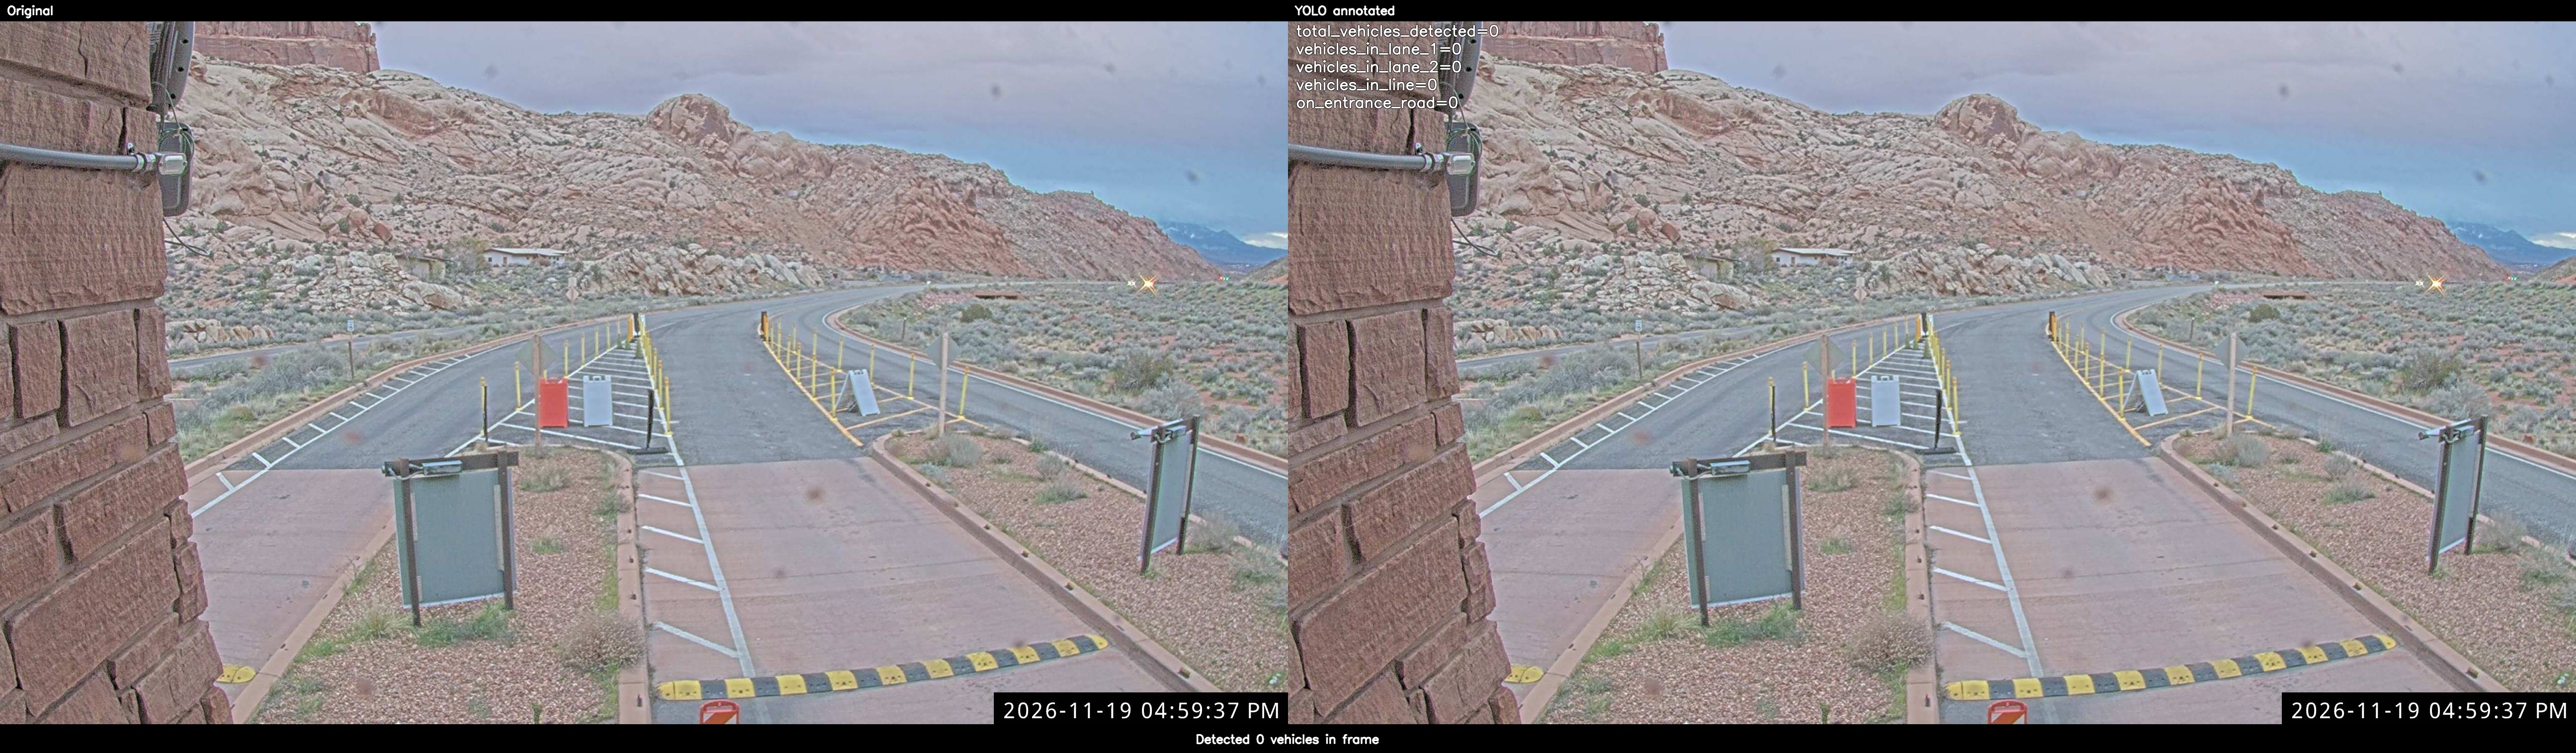 Original
YOLO annotated
total_vehicles_detected=0
vehicles_in_lane_1=0
vehicles_in_lane_2=0
vehicles_in_line=0
on_entrance_road=0
2026-11-19 04:59:37 PM
2026-11-19 04:59:37 PM
Detected 0 vehicles in frame